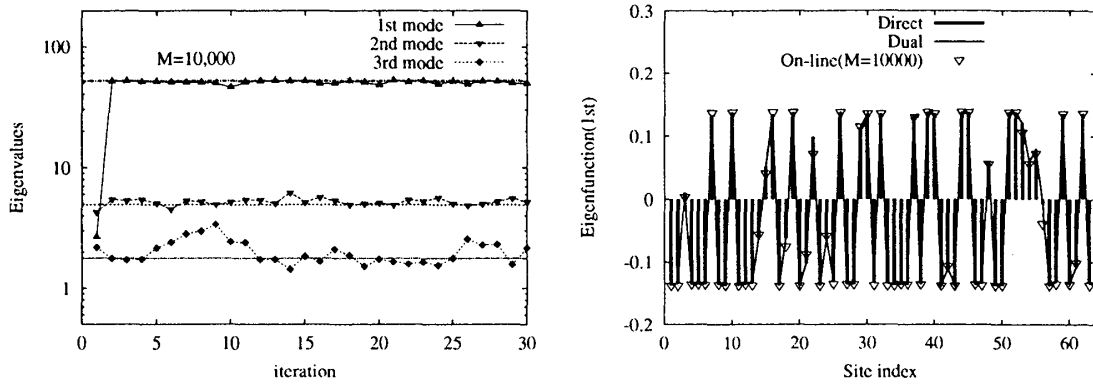 100
10
1
Eigenvalues
M=10,000
1st mode
2nd mode
3rd mode
0 5 10 15 20 25 30
iteration
0.3
0.2
0.1
0
-0.1
-0.2
Eigenfunction(1st)
Direct
Dual
On-line(M=10000)
0 10 20 30 40 50 60
Site index